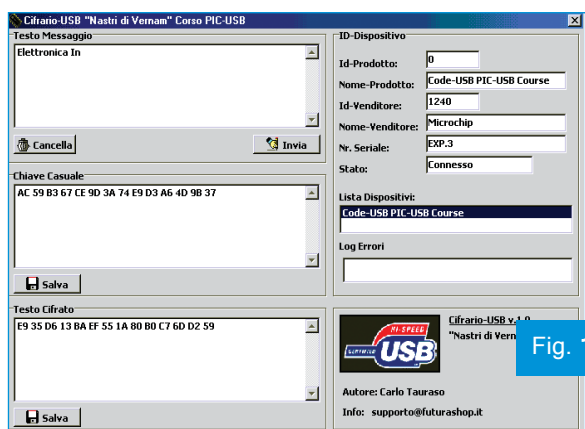 Cifrario-USB "Nastri di Vernam" Corso PIC-USB
Testo Messaggio
Elettronica In
Cancella
Invia
Chiave Casuale
AC 59 B3 67 CE 9D 3A 74 E9 D3 A6 4D 9B 37
Salva
Testo Cifrato
E9 35 D6 13 BA EF 55 1A 80 B0 C7 6D D2 59
Salva
ID-Dispositivo
Id-Prodotto: 0
Nome-Prodotto: Code-USB PIC-USB Course
Id-Venditore: 1240
Nome-Venditore: Microchip
Nr. Seriale: EXP.3
Stato: Connesso
Lista Dispositivi:
Code-USB PIC-USB Course
Log Errori
HI-SPEED
CERTIFIED USB
Cifrario-USB
"Nastri di
Autore: Carlo Tauraso
Info: supporto@futurashop.it
Fig.